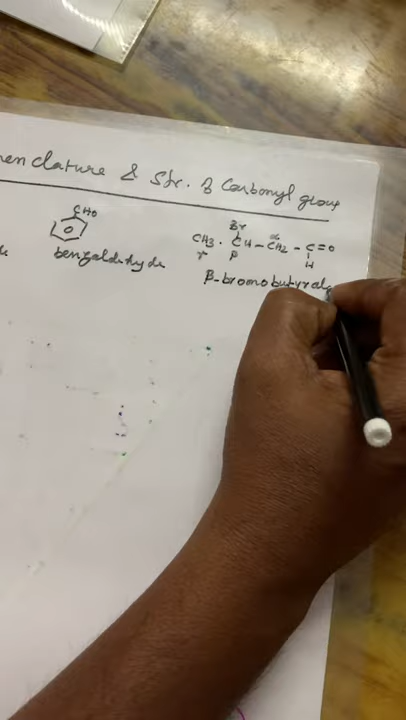 nenclature & Str. of Carbonyl group
CHO
benzaldehyde
Br
CH3 . CH - CH2 - C=O
α
γ β H
β-bromobutyral